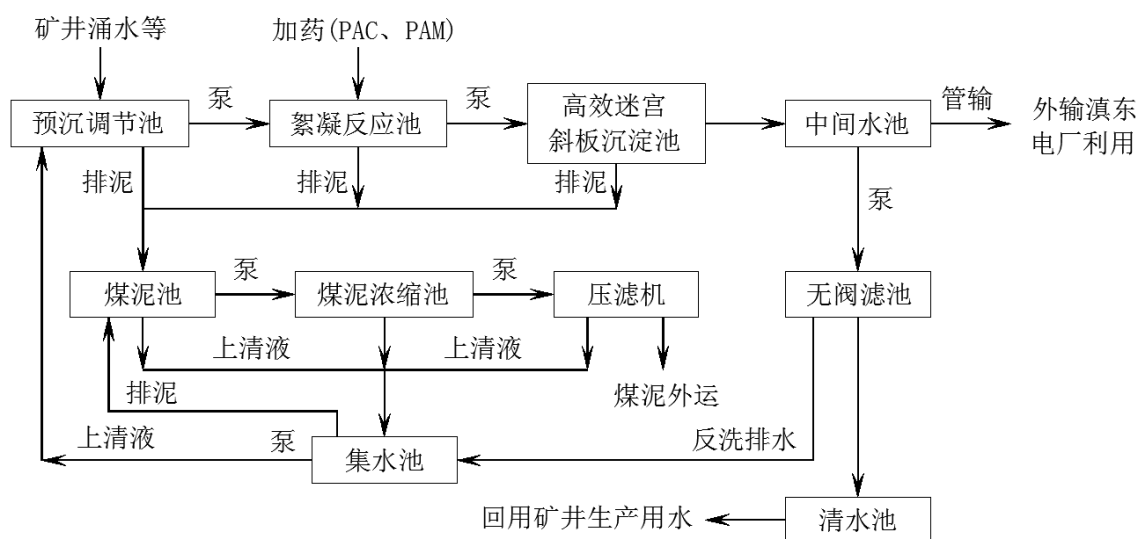 矿井涌水等
加药(PAC、PAM)
预沉调节池
泵
絮凝反应池
泵
高效迷宫
斜板沉淀池
中间水池
管输
外输滇东
电厂利用
排泥
排泥
排泥
泵
煤泥池
泵
煤泥浓缩池
泵
压滤机
无阀滤池
上清液
上清液
煤泥外运
排泥
上清液
泵
集水池
反洗排水
回用矿井生产用水
清水池